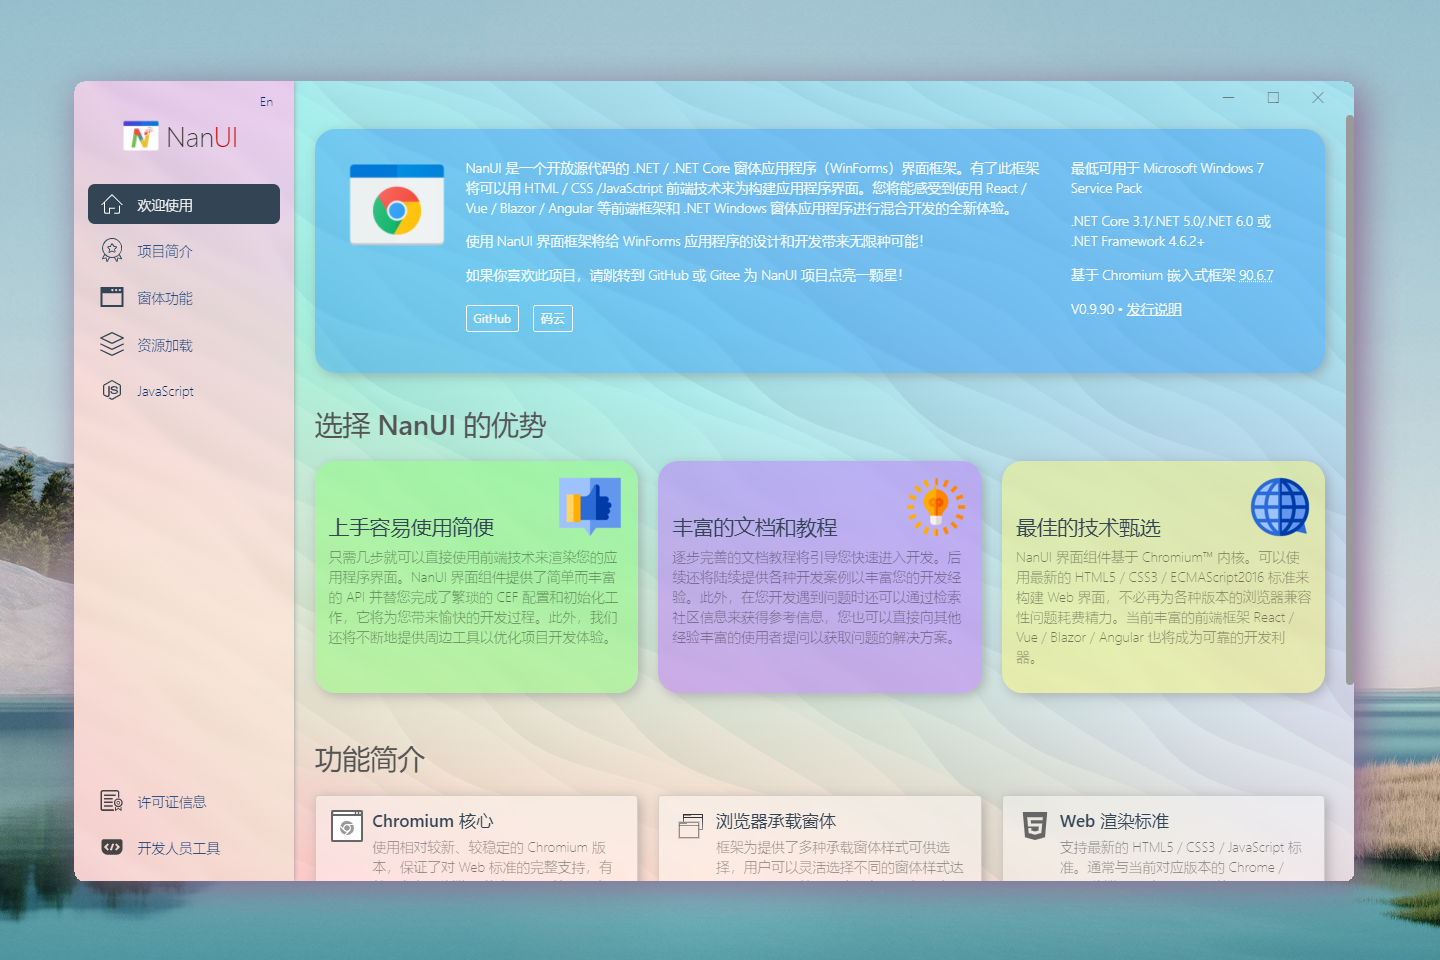 En
NanUI
欢迎使用
项目简介
窗体功能
资源加载
JavaScript
许可证信息
开发人员工具
NanUI 是一个开放源代码的 .NET / .NET Core 窗体应用程序（WinForms）界面框架。有了此框架
将可以用 HTML / CSS /JavaSctript 前端技术来为构建应用程序界面。您将能感受到使用 React /
Vue / Blazor / Angular 等前端框架和 .NET Windows 窗体应用程序进行混合开发的全新体验。
使用 NanUI 界面框架将给 WinForms 应用程序的设计和开发带来无限种可能！
如果你喜欢此项目，请跳转到 GitHub 或 Gitee 为 NanUI 项目点亮一颗星！
GitHub
码云
最低可用于 Microsoft Windows 7
Service Pack
.NET Core 3.1/.NET 5.0/.NET 6.0 或
.NET Framework 4.6.2+
基于 Chromium 嵌入式框架 90.6.7
V0.9.90 • 发行说明
选择 NanUI 的优势
上手容易使用简便
只需几步就可以直接使用前端技术来渲染您的应
用程序界面。NanUI 界面组件提供了简单而丰富
的 API 并替您完成了繁琐的 CEF 配置和初始化工
作，它将为您带来愉快的开发过程。此外，我们
还将不断地提供周边工具以优化项目开发体验。
丰富的文档和教程
逐步完善的文档教程将引导您快速进入开发。后
续还将陆续提供各种开发案例以丰富您的开发经
验。此外，在您开发遇到问题时还可以通过检索
社区信息来获得参考信息，您也可以直接向其他
经验丰富的使用者提问以获取问题的解决方案。
最佳的技术甄选
NanUI 界面组件基于 Chromium™ 内核。可以使
用最新的 HTML5 / CSS3 / ECMAScript2016 标准来
构建 Web 界面，不必再为各种版本的浏览器兼容
性问题耗费精力。当前丰富的前端框架 React /
Vue / Blazor / Angular 也将成为可靠的开发利
器。
功能简介
Chromium 核心
使用相对较新、较稳定的 Chromium 版
本，保证了对 Web 标准的完整支持，有
浏览器承载窗体
框架为提供了多种承载窗体样式可供选
择，用户可以灵活选择不同的窗体样式达
Web 渲染标准
支持最新的 HTML5 / CSS3 / JavaScript 标
准。通常与当前对应版本的 Chrome /